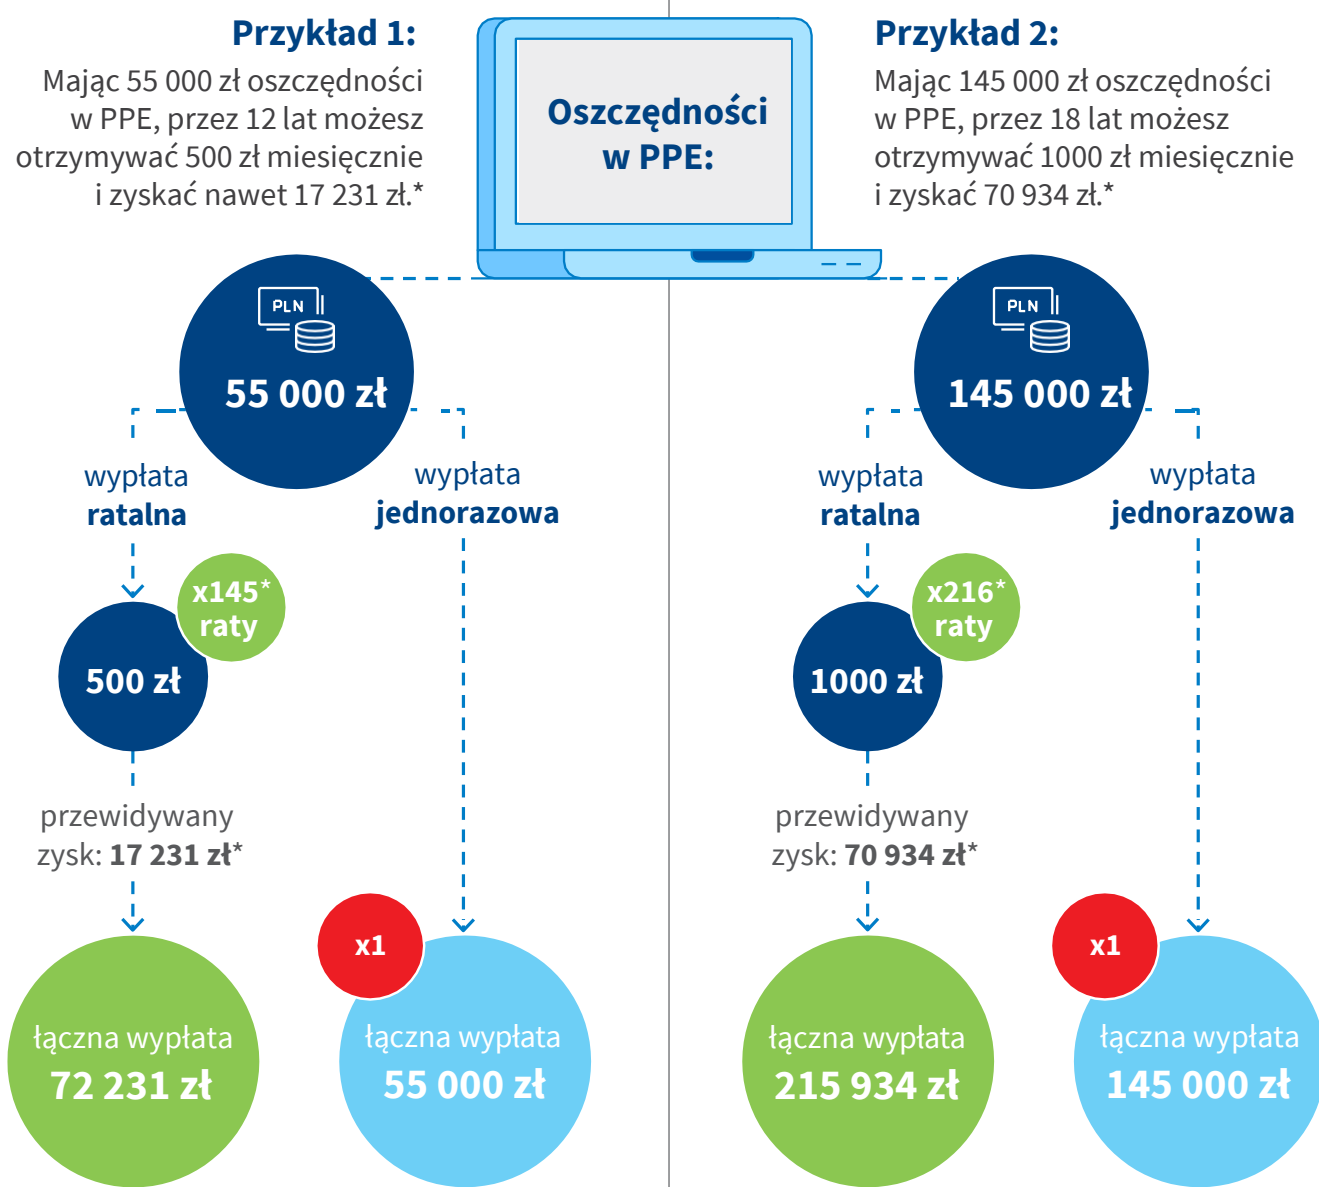 Przykład 1:
Mając 55 000 zł oszczędności
w PPE, przez 12 lat możesz
otrzymywać 500 zł miesięcznie
i zyskać nawet 17 231 zł.*
Oszczędności
w PPE:
Przykład 2:
Mając 145 000 zł oszczędności
w PPE, przez 18 lat możesz
otrzymywać 1000 zł miesięcznie
i zyskać 70 934 zł.*
PLN
55 000 zł
wypłata
ratalna
wypłata
jednorazowa
x145*
raty
500 zł
przewidywany
zysk: 17 231 zł*
x1
łączna wypłata
72 231 zł
łączna wypłata
55 000 zł
PLN
145 000 zł
wypłata
ratalna
wypłata
jednorazowa
x216*
raty
1000 zł
przewidywany
zysk: 70 934 zł*
x1
łączna wypłata
215 934 zł
łączna wypłata
145 000 zł